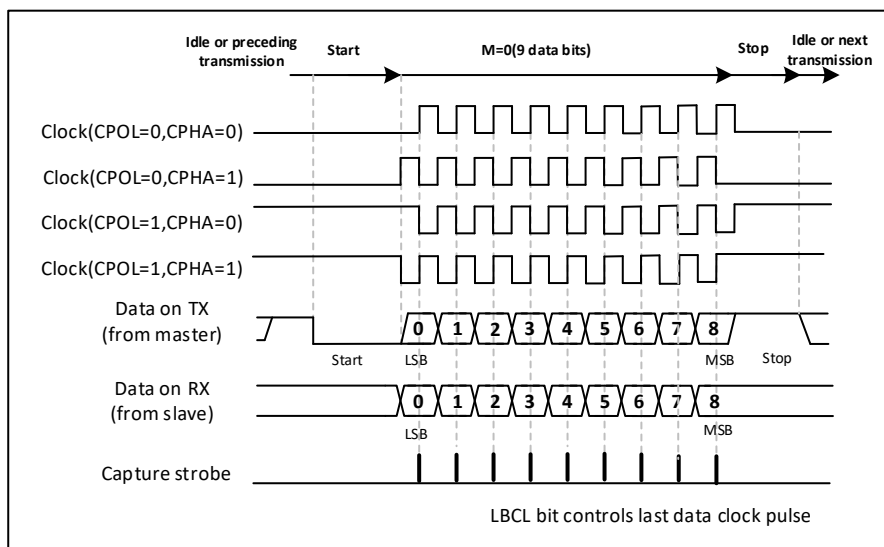 Idle or preceding transmission
Start
M=0(9 data bits)
Stop
Idle or next transmission
Clock(CPOL=0,CPHA=0)
Clock(CPOL=0,CPHA=1)
Clock(CPOL=1,CPHA=0)
Clock(CPOL=1,CPHA=1)
Data on TX
(from master)
0 1 2 3 4 5 6 7 8
Start
LSB
MSB
Stop
Data on RX
(from slave)
0 1 2 3 4 5 6 7 8
LSB
MSB
Capture strobe
LBCL bit controls last data clock pulse